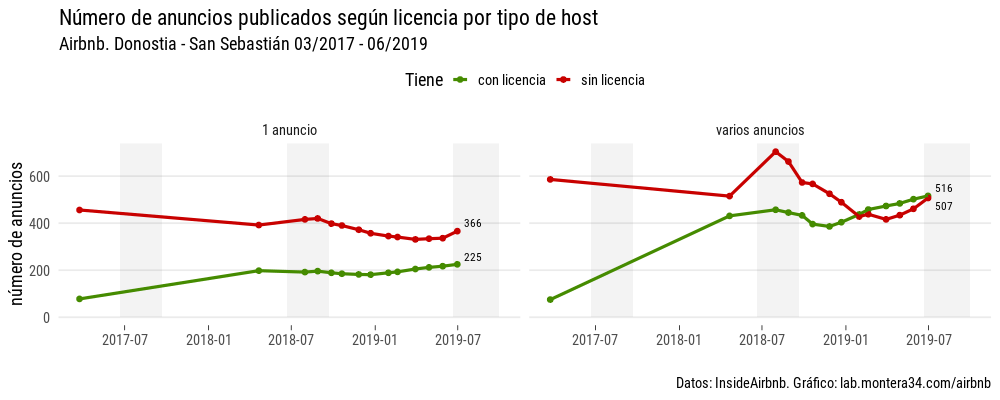 Número de anuncios publicados según licencia por tipo de host
Airbnb. Donostia - San Sebastián 03/2017 - 06/2019
Tiene con licencia sin licencia
1 anuncio
varios anuncios
número de anuncios
600
400
200
0
366
225
516
507
2017-07 2018-01 2018-07 2019-01 2019-07
2017-07 2018-01 2018-07 2019-01 2019-07
Datos: InsideAirbnb. Gráfico: lab.montera34.com/airbnb